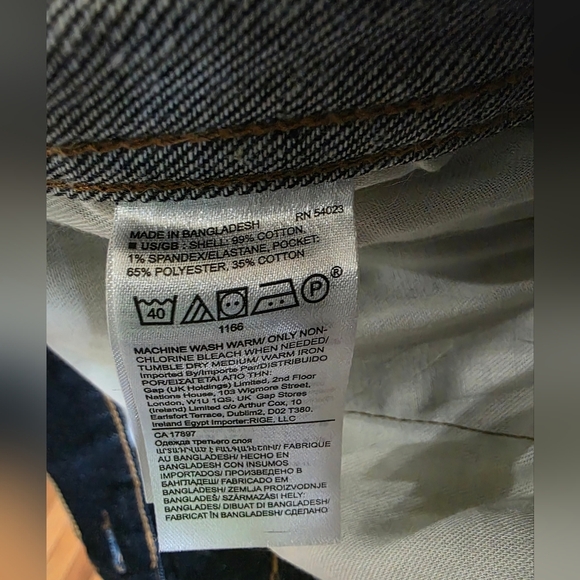 RN 54023
MADE IN BANGLADESH
US/GB : SHELL: 99% COTTON,
1% SPANDEX/ELASTANE, POCKET:
65% POLYESTER, 35% COTTON
40 P ®
1166
MACHINE WASH WARM/ ONLY NON-
CHLORINE BLEACH WHEN NEEDED/
TUMBLE DRY MEDIUM/ WARM IRON
Imported By/Importe Par/DISTRIBUIDO
POR/ΕΙΣΑΓΕΤΑΙ ΑΠΟ ΤΗΝ:
Gap (UK Holdings) Limited, 2nd Floor
Nations House, 103 Wigmore Street,
London, W1U 1QS, UK Gap Stores
(Ireland) Limited c/o Arthur Cox, 10
Earlsfort Terrace, Dublin2, D02 T380.
Ireland Egypt Importer:RIGE, LLC
CA 17897
Одежда третьего слоя
ԱՐՏԱԴՐՎԱԾ Է ԲԱՆԳԼԱԴԵՇՈՒՄ/ FABRIQUE
AU BANGLADESH/ HECHO EN
BANGLADESH CON INSUMOS
IMPORTADOS/ ПРОИЗВЕДЕНО В
БАНГЛАДЕШ/ FABRICADO EM
BANGLADESH/ ZEMLJA PROIZVODNJE
BANGLADEŠ/ SZÁRMAZÁSI HELY:
BANGLADES/ DIBUAT DI BANGLADESH/
FABRICAT ÎN BANGLADESH/ СДЕЛАНО